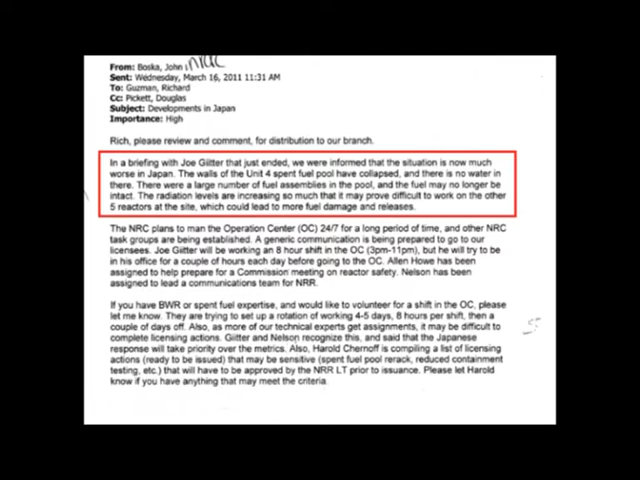 From: Boska, John NRC
Sent: Wednesday, March 16, 2011 11:31 AM
To: Guzman, Richard
Cc: Pickett, Douglas
Subject: Developments in Japan
Importance: High
Rich, please review and comment, for distribution to our branch.
In a briefing with Joe Giitter that just ended, we were informed that the situation is now much
worse in Japan. The walls of the Unit 4 spent fuel pool have collapsed, and there is no water in
there. There were a large number of fuel assemblies in the pool, and the fuel may no longer be
intact. The radiation levels are increasing so much that it may prove difficult to work on the other
5 reactors at the site, which could lead to more fuel damage and releases.
The NRC plans to man the Operation Center (OC) 24/7 for a long period of time, and other NRC
task groups are being established. A generic communication is being prepared to go to our
licensees. Joe Giitter will be working an 8 hour shift in the OC (3pm-11pm), but he will try to be
in his office for a couple of hours each day before going to the OC. Allen Howe has been
assigned to help prepare for a Commission meeting on reactor safety. Nelson has been
assigned to lead a communications team for NRR.
If you have BWR or spent fuel expertise, and would like to volunteer for a shift in the OC, please
let me know. They are trying to set up a rotation of working 4-5 days, 8 hours per shift, then a
couple of days off. Also, as more of our technical experts get assignments, it may be difficult to
complete licensing actions. Giitter and Nelson recognize this, and said that the Japanese
response will take priority over the metrics. Also, Harold Chernoff is compiling a list of licensing
actions (ready to be issued) that may be sensitive (spent fuel pool rerack, reduced containment
testing, etc.) that will have to be approved by the NRR LT prior to issuance. Please let Harold
know if you have anything that may meet the criteria.